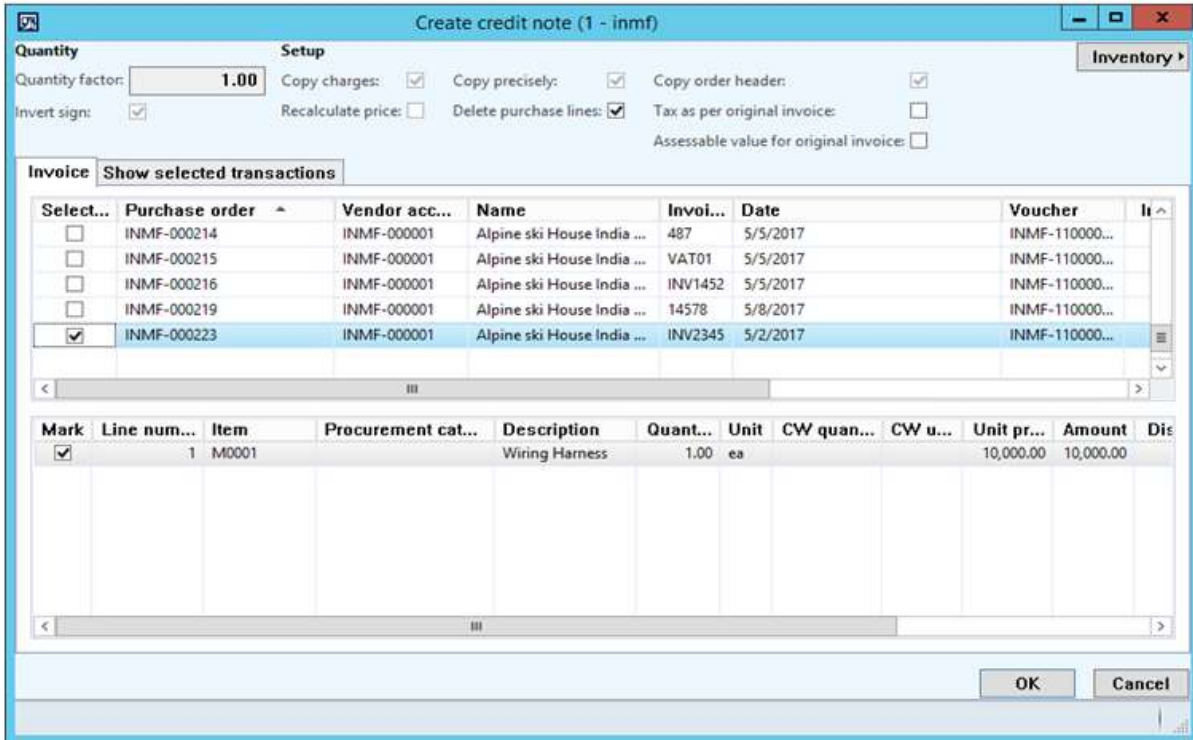 Create credit note (1 - inmf)
Quantity Setup Inventory
Quantity factor: 1.00 Copy charges: Copy precisely: Copy order header:
Invert sign: Recalculate price: Delete purchase lines: Tax as per original invoice:
Assessable value for original invoice:
Invoice Show selected transactions
Select... Purchase order Vendor acc... Name Invoi... Date Voucher
INMF-000214 INMF-000001 Alpine ski House India ... 487 5/5/2017 INMF-110000...
INMF-000215 INMF-000001 Alpine ski House India ... VAT01 5/5/2017 INMF-110000...
INMF-000216 INMF-000001 Alpine ski House India ... INV1452 5/5/2017 INMF-110000...
INMF-000219 INMF-000001 Alpine ski House India ... 14578 5/8/2017 INMF-110000...
INMF-000223 INMF-000001 Alpine ski House India ... INV2345 5/2/2017 INMF-110000...
Mark Line num... Item Procurement cat... Description Quant... Unit CW quan... CW u... Unit pr... Amount Dis
1 M0001 Wiring Harness 1.00 ea 10,000.00 10,000.00
OK Cancel